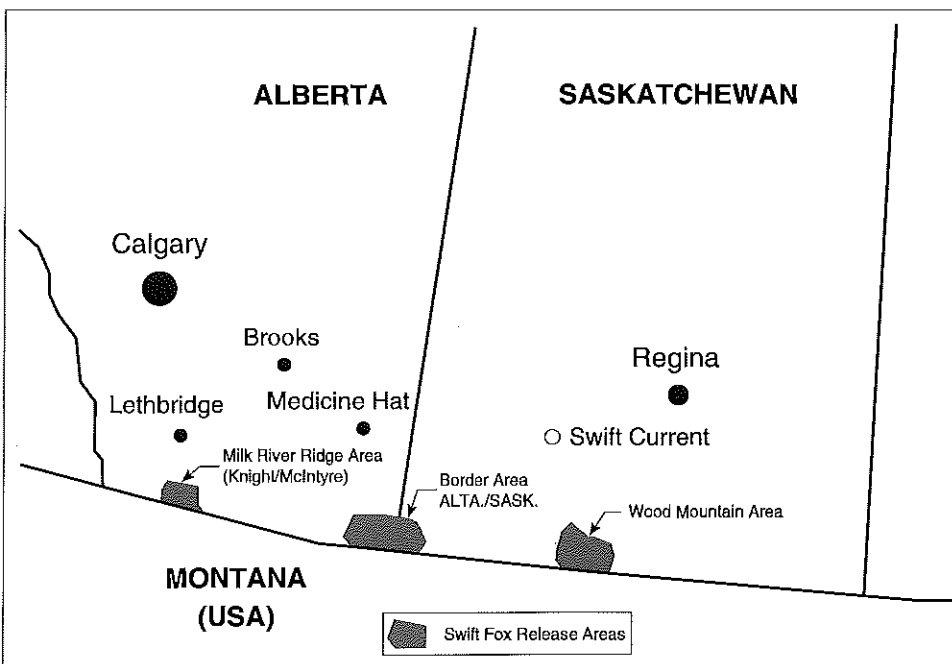 ALBERTA
SASKATCHEWAN
Calgary
Brooks
Regina
Lethbridge
Medicine Hat
Swift Current
Milk River Ridge Area
(Knight/McIntyre)
Border Area
ALTA./SASK.
Wood Mountain Area
MONTANA
(USA)
Swift Fox Release Areas